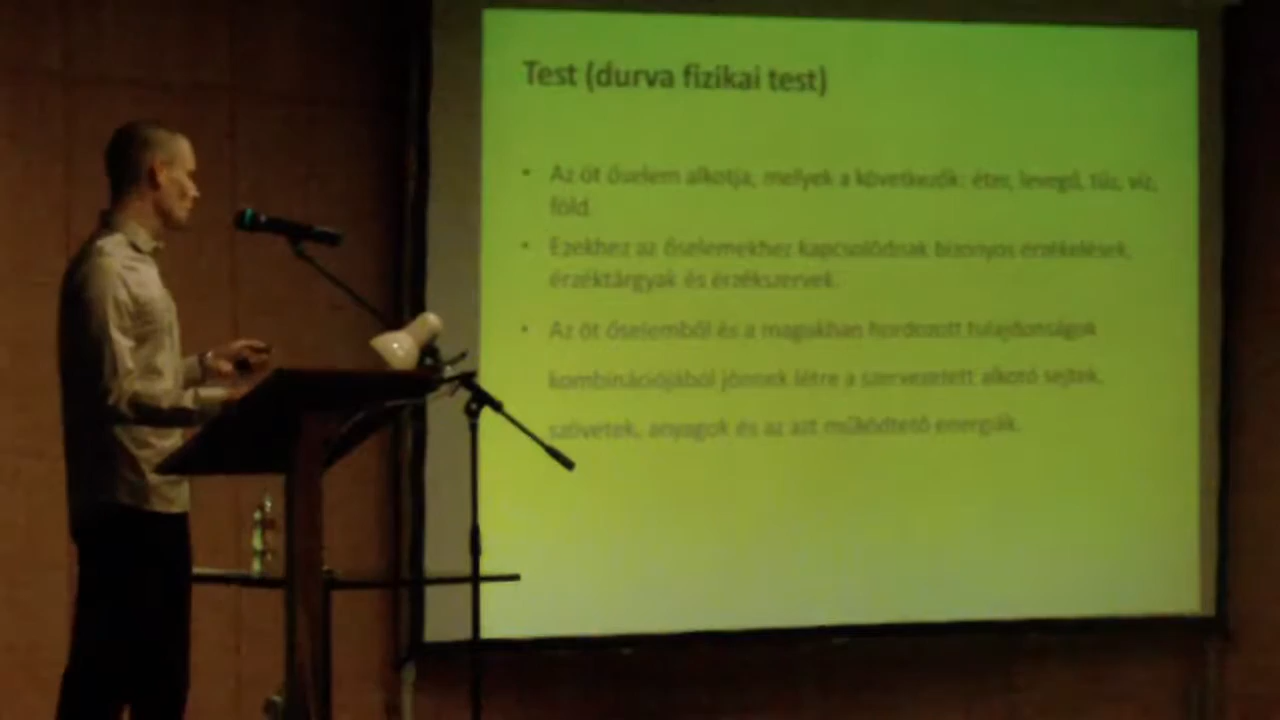 Test (durva fizikai test)
• Az öt őselem alkotja, melyek a következők: éter, levegő, tűz, víz,
föld.
• Ezekhez az őselemekhez kapcsolódnak bizonyos érzékelések,
érzéktárgyak és érzékszervek.
• Az öt őselemből és a magukban hordozott tulajdonságok
kombinációjából jönnek létre a szervezetett alkotó sejtek,
szövetek, anyagok és az azt működtető energiák.